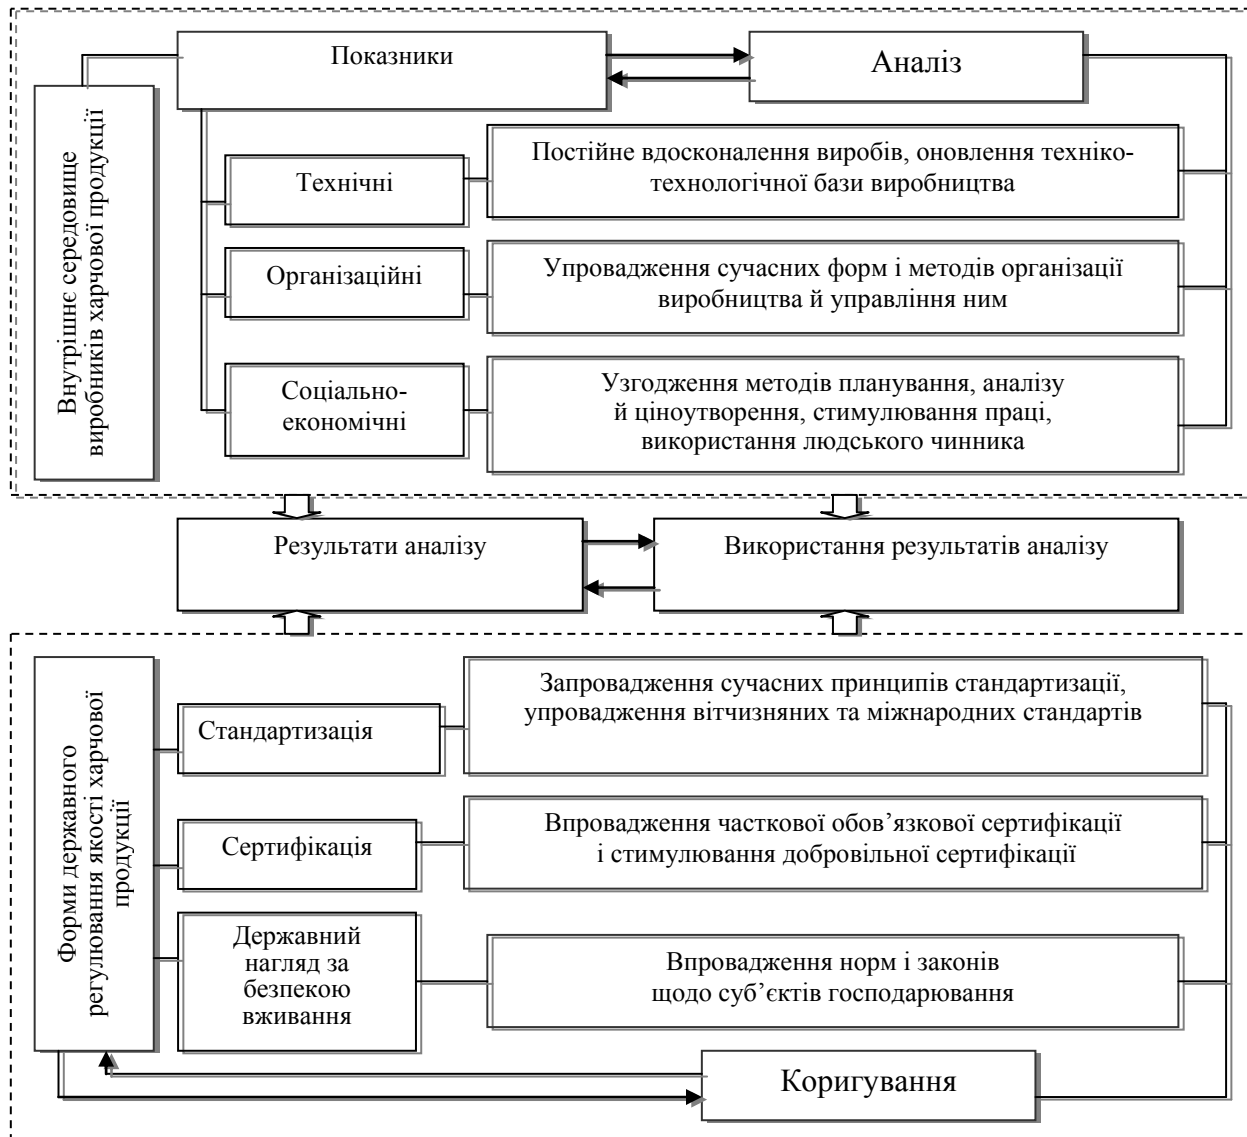 Показники
Аналіз
Внутрішнє середовище
виробників харчової продукції
Технічні
Постійне вдосконалення виробів, оновлення техніко-
технологічної бази виробництва
Організаційні
Упровадження сучасних форм і методів організації
виробництва й управління ним
Соціально-
економічні
Узгодження методів планування, аналізу
й ціноутворення, стимулювання праці,
використання людського чинника
Результати аналізу
Використання результатів аналізу
Форми державного
регулювання якості харчової
продукції
Стандартизація
Запровадження сучасних принципів стандартизації,
упровадження вітчизняних та міжнародних стандартів
Сертифікація
Впровадження часткової обов’язкової сертифікації
і стимулювання добровільної сертифікації
Державний
нагляд за
безпекою
вживання
Впровадження норм і законів
щодо суб’єктів господарювання
Коригування